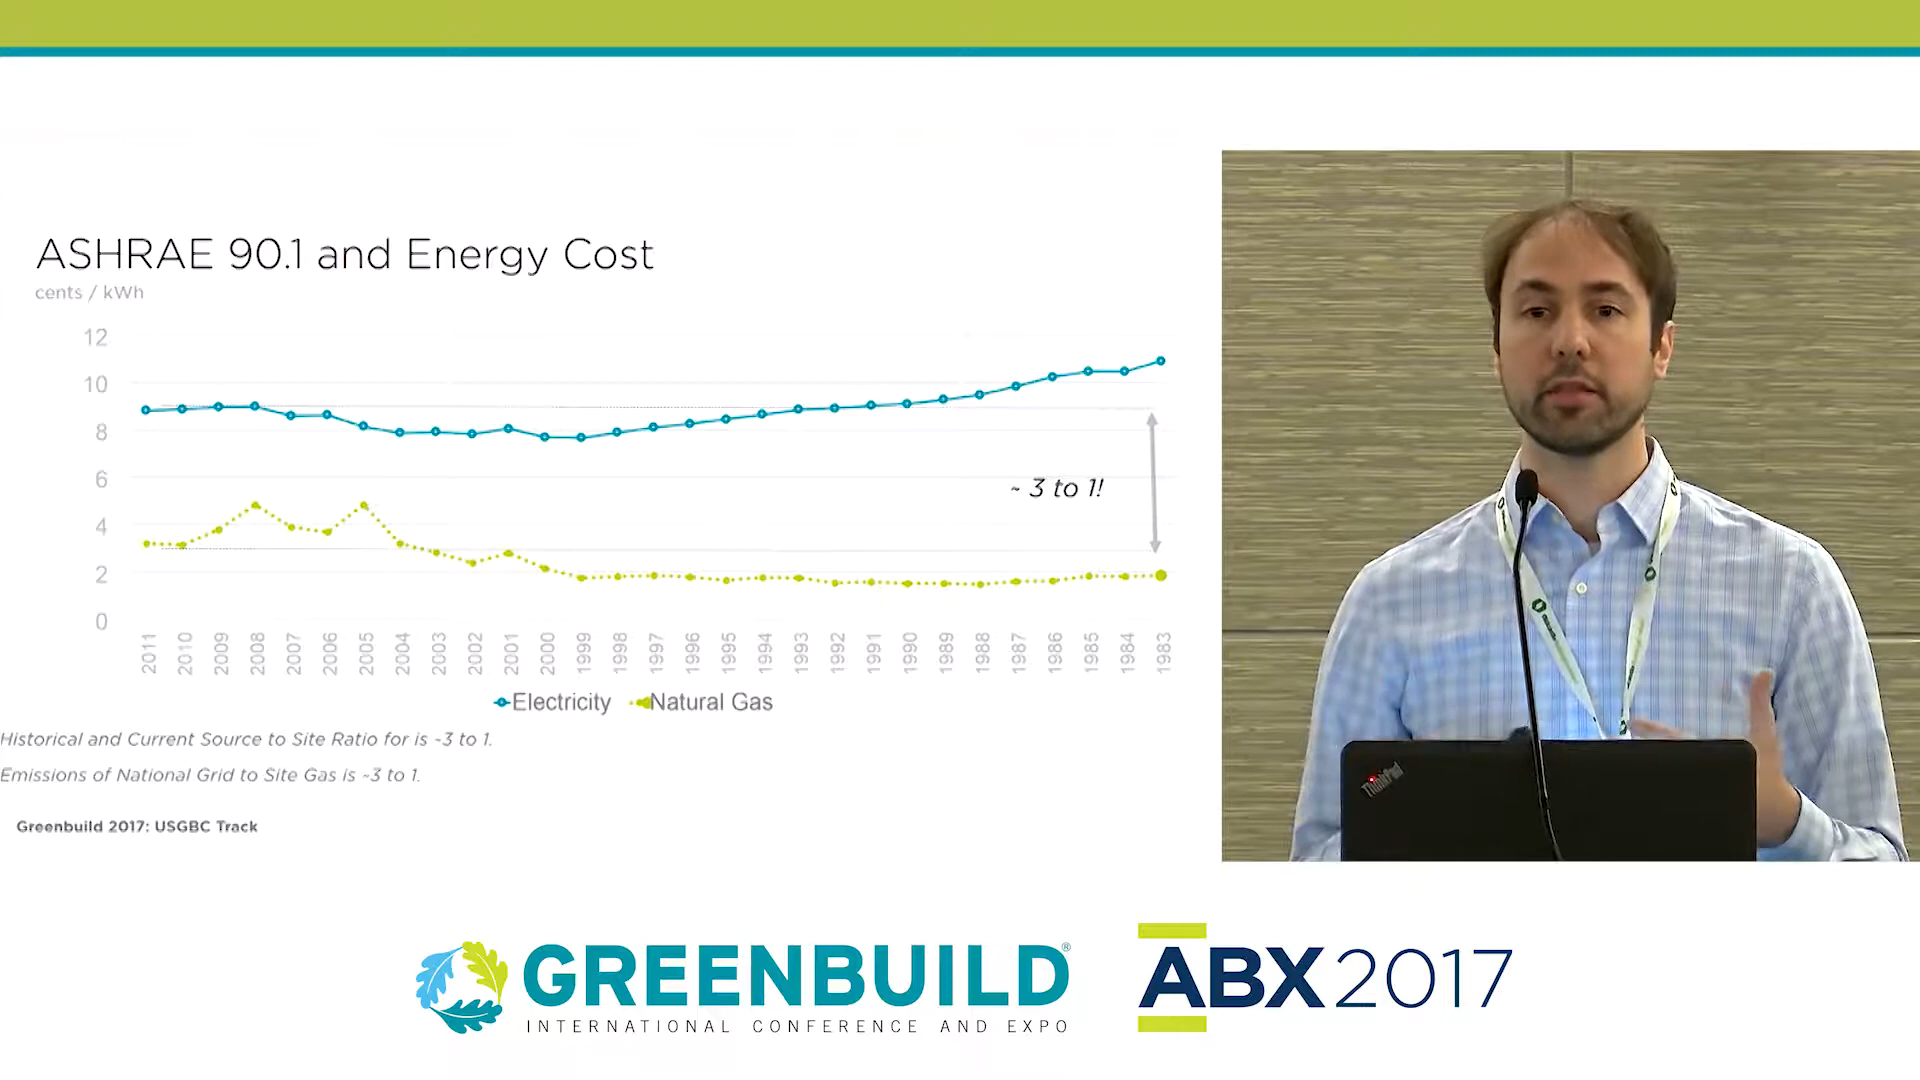 ASHRAE 90.1 and Energy Cost
cents / kWh
12
10
8
6
4
2
0
~ 3 to 1!
2011 2010 2009 2008 2007 2006 2005 2004 2003 2002 2001 2000 1999 1998 1997 1996 1995 1994 1993 1992 1991 1990 1989 1988 1987 1986 1985 1984 1983
Electricity Natural Gas
Historical and Current Source to Site Ratio for is ~3 to 1.
Emissions of National Grid to Site Gas is ~3 to 1.
Greenbuild 2017: USGBC Track
ThinkPad
GREENBUILD®
INTERNATIONAL CONFERENCE AND EXPO
ABX2017